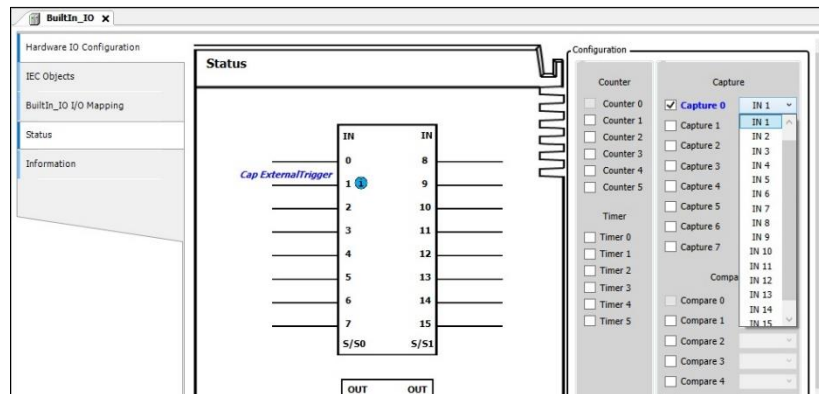 BuiltIn_IO X
Hardware IO Configuration
IEC Objects
BuiltIn_IO I/O Mapping
Status
Information
Status
IN IN
0 8
Cap ExternalTrigger
1 i 9
2 10
3 11
4 12
5 13
6 14
7 15
S/S0 S/S1
OUT OUT
Configuration
Counter
Counter 0
Counter 1
Counter 2
Counter 3
Counter 4
Counter 5
Timer
Timer 0
Timer 1
Timer 2
Timer 3
Timer 4
Timer 5
Capture
Capture 0 IN 1
Capture 1
Capture 2
Capture 3
Capture 4
Capture 5
Capture 6
Capture 7
IN 1
IN 2
IN 3
IN 4
IN 5
IN 6
IN 7
IN 8
IN 9
IN 10
IN 11
IN 12
IN 13
IN 14
IN 15
Compa
Compare 0
Compare 1
Compare 2
Compare 3
Compare 4